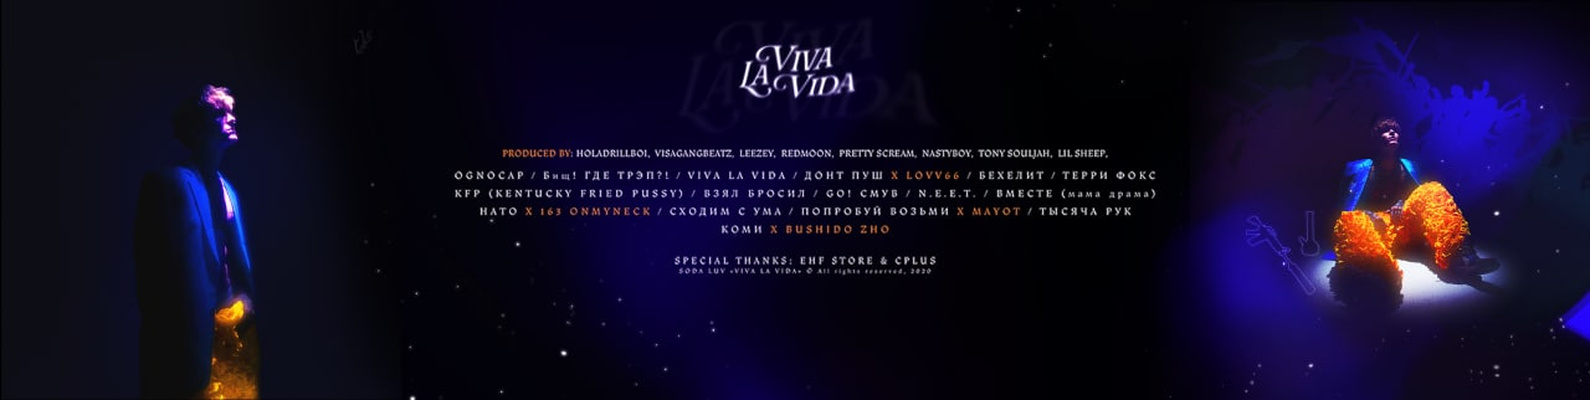 VIVA
LA VIDA
PRODUCED BY: HOLADRILLBOI, VISAGANGBEATZ, LEEZEY, REDMOON, PRETTY SCREAM, NASTYBOY, TONY SOULJAH, LIL SHEEP,
ОGNOСАР / Бищ! ГДЕ ТРЭП?! / VIVA LA VIDA / ДОНТ ПУШ X LOVV66 / БЕХЕЛИТ / ТЕРРИ ФОКС
KFP (KENTUCKY FRIED PUSSY) / ВЗЯЛ БРОСИЛ / GO! СМУВ / N.E.E.T. / ВМЕСТЕ (мама драма)
НАТО X 163 ONMYNECK / СХОДИМ С УМА / ПОПРОБУЙ ВОЗЬМИ X MAYOT / ТЫСЯЧА РУК
КОМИ X BUSHIDO ZHO
SPECIAL THANKS: EHF STORE & CPLUS
SODA LUV «VIVA LA VIDA» © All rights reserved, 2020